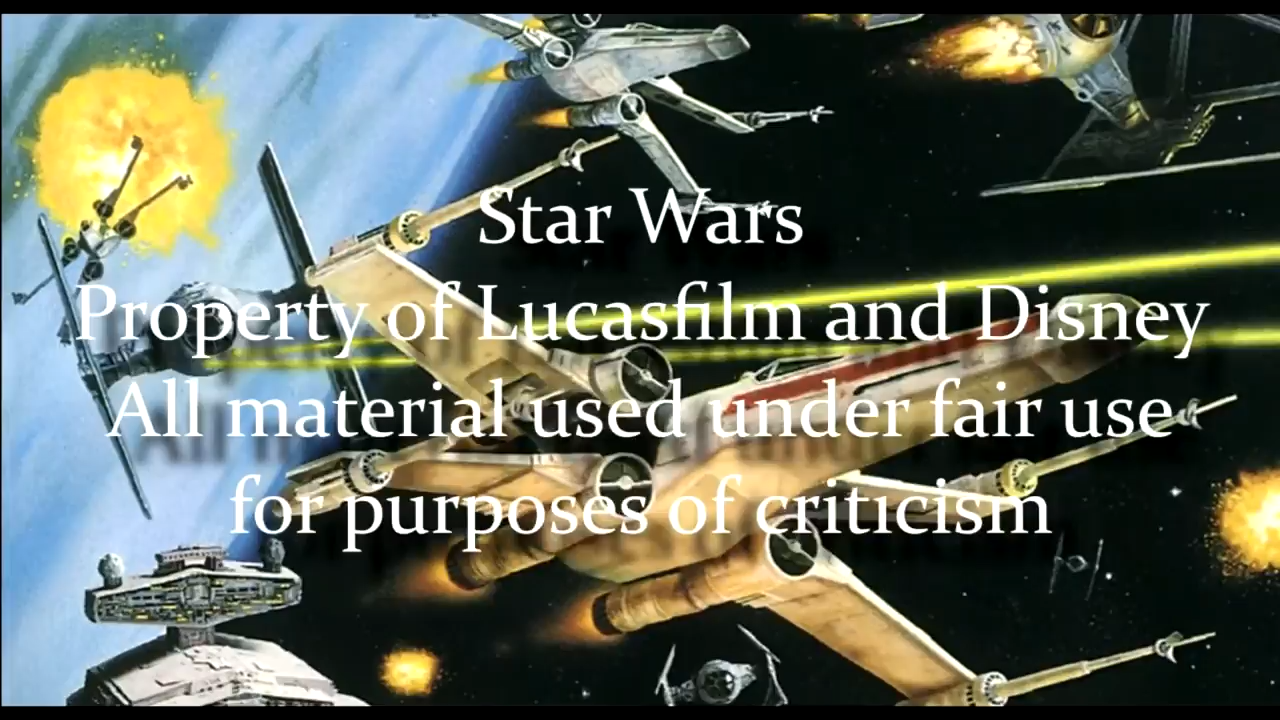 Star Wars
Property of Lucasfilm and Disney
All material used under fair use
for purposes of criticism